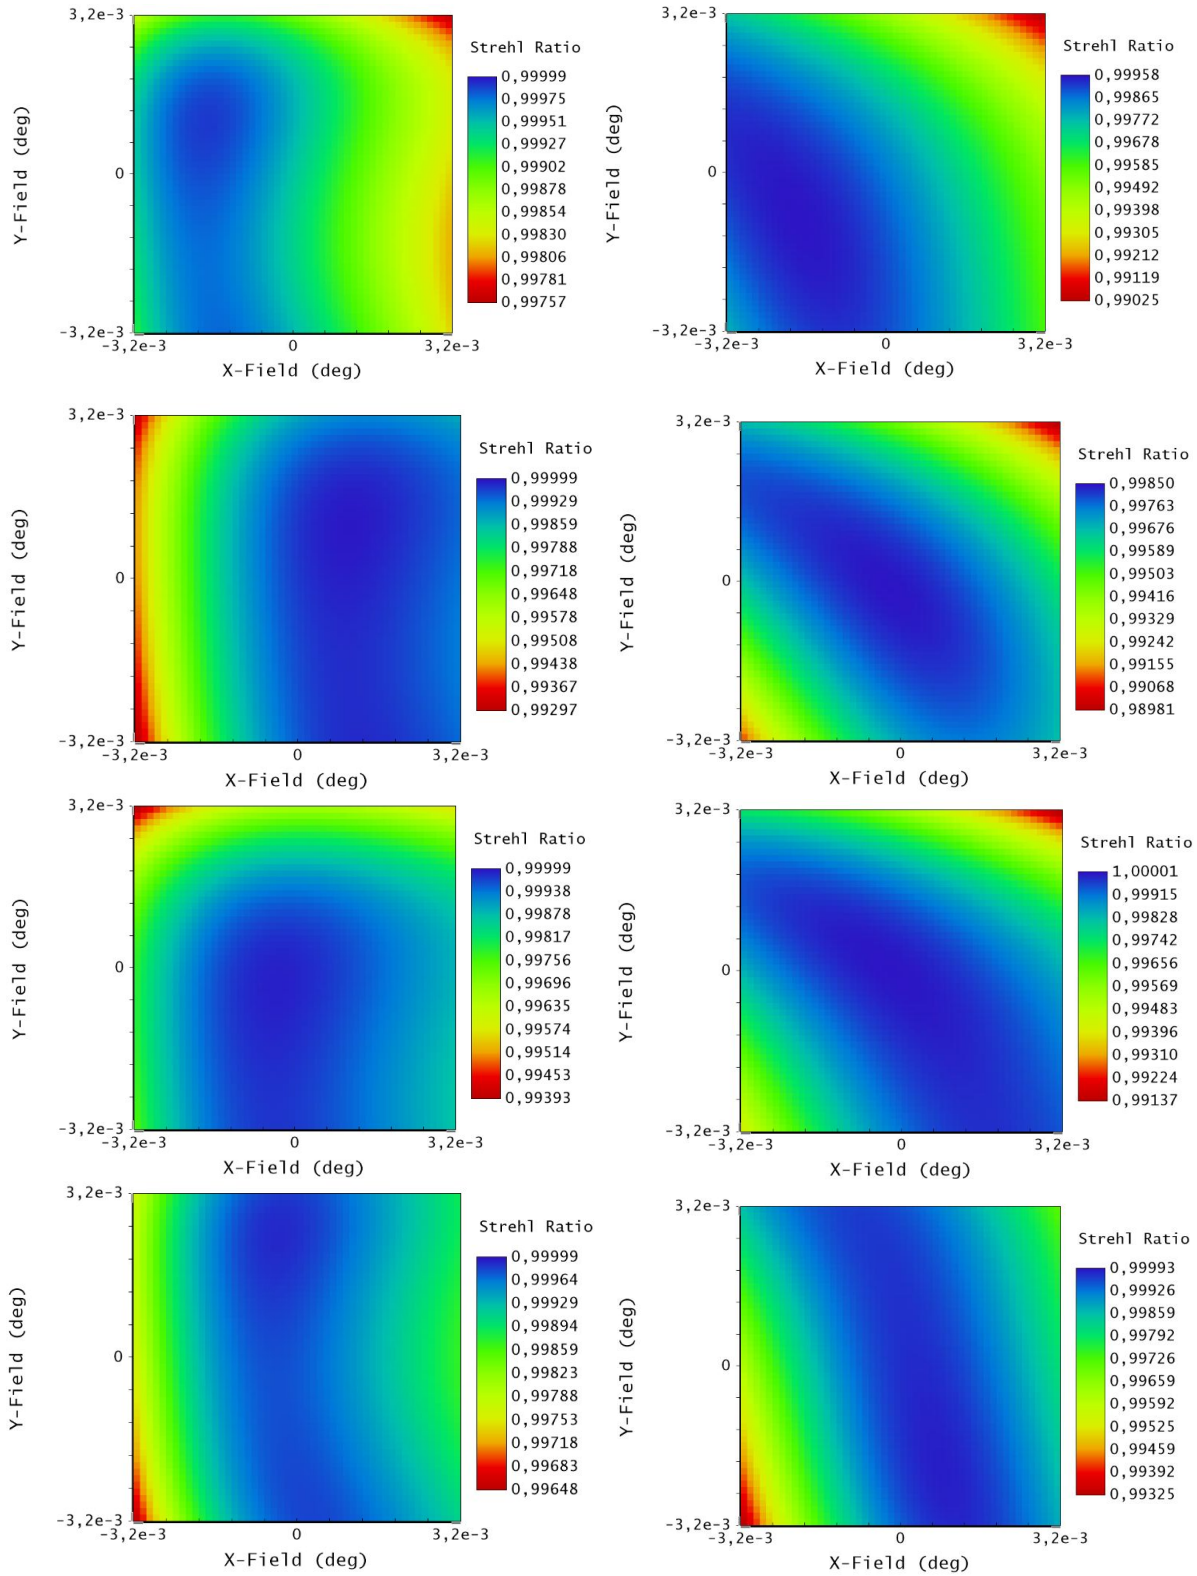 3,2e-3
Strehl Ratio
0,99999
0,99975
0,99951
0,99927
0,99902
0,99878
0,99854
0,99830
0,99806
0,99781
0,99757
Y-Field (deg)
0
-3,2e-3
-3,2e-3
0
3,2e-3
X-Field (deg)
3,2e-3
Strehl Ratio
0,99958
0,99865
0,99772
0,99678
0,99585
0,99492
0,99398
0,99305
0,99212
0,99119
0,99025
Y-Field (deg)
0
-3,2e-3
-3,2e-3
0
3,2e-3
X-Field (deg)
3,2e-3
Strehl Ratio
0,99999
0,99929
0,99859
0,99788
0,99718
0,99648
0,99578
0,99508
0,99438
0,99367
0,99297
Y-Field (deg)
0
-3,2e-3
-3,2e-3
0
3,2e-3
X-Field (deg)
3,2e-3
Strehl Ratio
0,99850
0,99763
0,99676
0,99589
0,99503
0,99416
0,99329
0,99242
0,99155
0,99068
0,98981
Y-Field (deg)
0
-3,2e-3
-3,2e-3
0
3,2e-3
X-Field (deg)
3,2e-3
Strehl Ratio
0,99999
0,99938
0,99878
0,99817
0,99756
0,99696
0,99635
0,99574
0,99514
0,99453
0,99393
Y-Field (deg)
0
-3,2e-3
-3,2e-3
0
3,2e-3
X-Field (deg)
3,2e-3
Strehl Ratio
1,00001
0,99915
0,99828
0,99742
0,99656
0,99569
0,99483
0,99396
0,99310
0,99224
0,99137
Y-Field (deg)
0
-3,2e-3
-3,2e-3
0
3,2e-3
X-Field (deg)
3,2e-3
Strehl Ratio
0,99999
0,99964
0,99929
0,99894
0,99859
0,99823
0,99788
0,99753
0,99718
0,99683
0,99648
Y-Field (deg)
0
-3,2e-3
-3,2e-3
0
3,2e-3
X-Field (deg)
3,2e-3
Strehl Ratio
0,99993
0,99926
0,99859
0,99792
0,99726
0,99659
0,99592
0,99525
0,99459
0,99392
0,99325
Y-Field (deg)
0
-3,2e-3
-3,2e-3
0
3,2e-3
X-Field (deg)